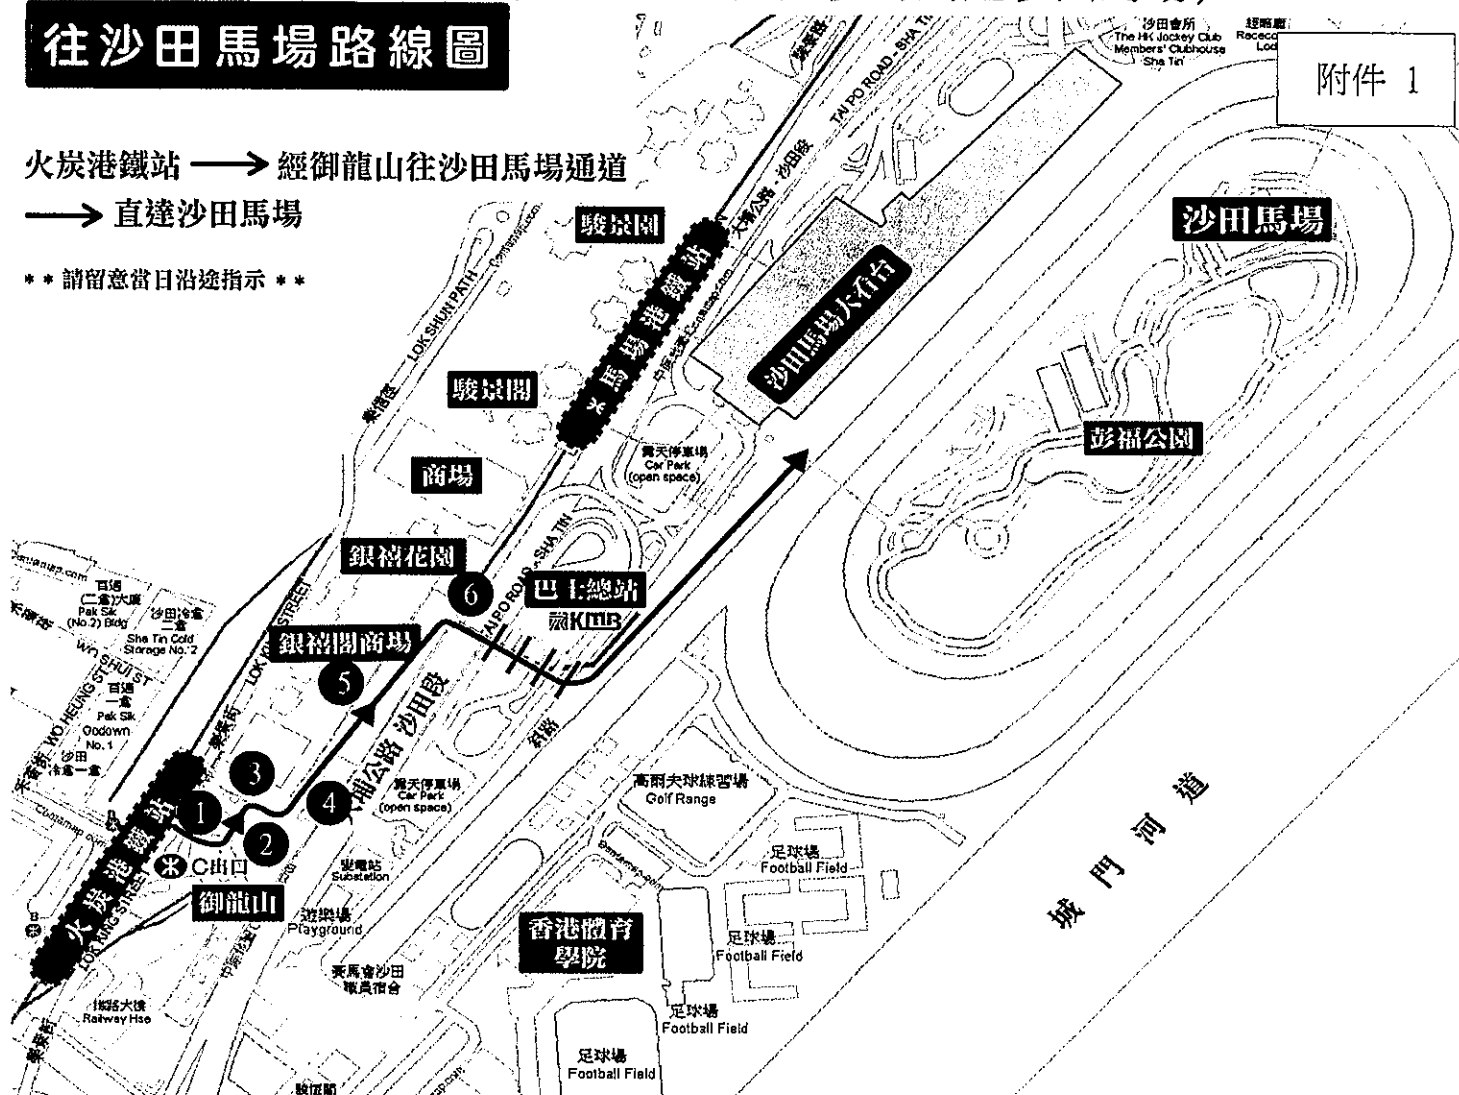 往沙田馬場路線圖
附件 1
火炭港鐵站 → 經御龍山往沙田馬場通道
→ 直達沙田馬場
＊＊請留意當日沿途指示＊＊
沙田會所
The HK Jockey Club
Members' Clubhouse
Sha Tin
TAI PO ROAD - SHA TIN
大埔公路 - 沙田段
駿景園
馬場港鐵站
沙田馬場大看台
沙田馬場
彭福公園
LOK SHUN PATH
樂信徑
駿景閣
商場
露天停車場
Car Park
(open space)
銀禧花園
6
TAI PO ROAD - SHA TIN
巴士總站
KMB
銀禧閣商場
5
百適
(二倉)大廈
Pak Sik
(No.2) Bldg
沙田冷倉
二倉
Sha Tin Cold
Storage No. 2
WO SHUI ST
WO HEUNG ST
百適
一倉
Pak Sik
Godown
No. 1
沙田
冷倉一倉
樂景街
大埔公路 沙田段
斜路
3
1
4
2
露天停車場
Car Park
(open space)
高爾夫球練習場
Golf Range
城門河道
火炭港鐵站
C出口
LOK KING STREET
御龍山
變電站
Substation
遊樂場
Playground
足球場
Football Field
香港體育
學院
足球場
Football Field
賽馬會沙田
職員宿舍
鐵路大樓
Railway Hse
樂景街
足球場
Football Field
足球場
Football Field